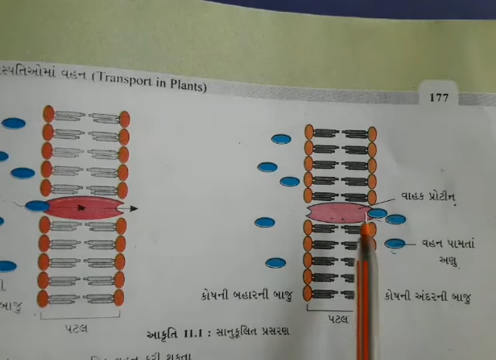 સ્પતિઓમાં વહન (Transport in Plants)
177
વાહક પ્રોટીન
વહન પામતાં
અણુ
બાજુ
કોષની બહારની બાજુ
કોષની અંદરની બાજુ
પટલ
પટલ
આકૃતિ 11.1 : સાનુકૂલિત પ્રસરણ